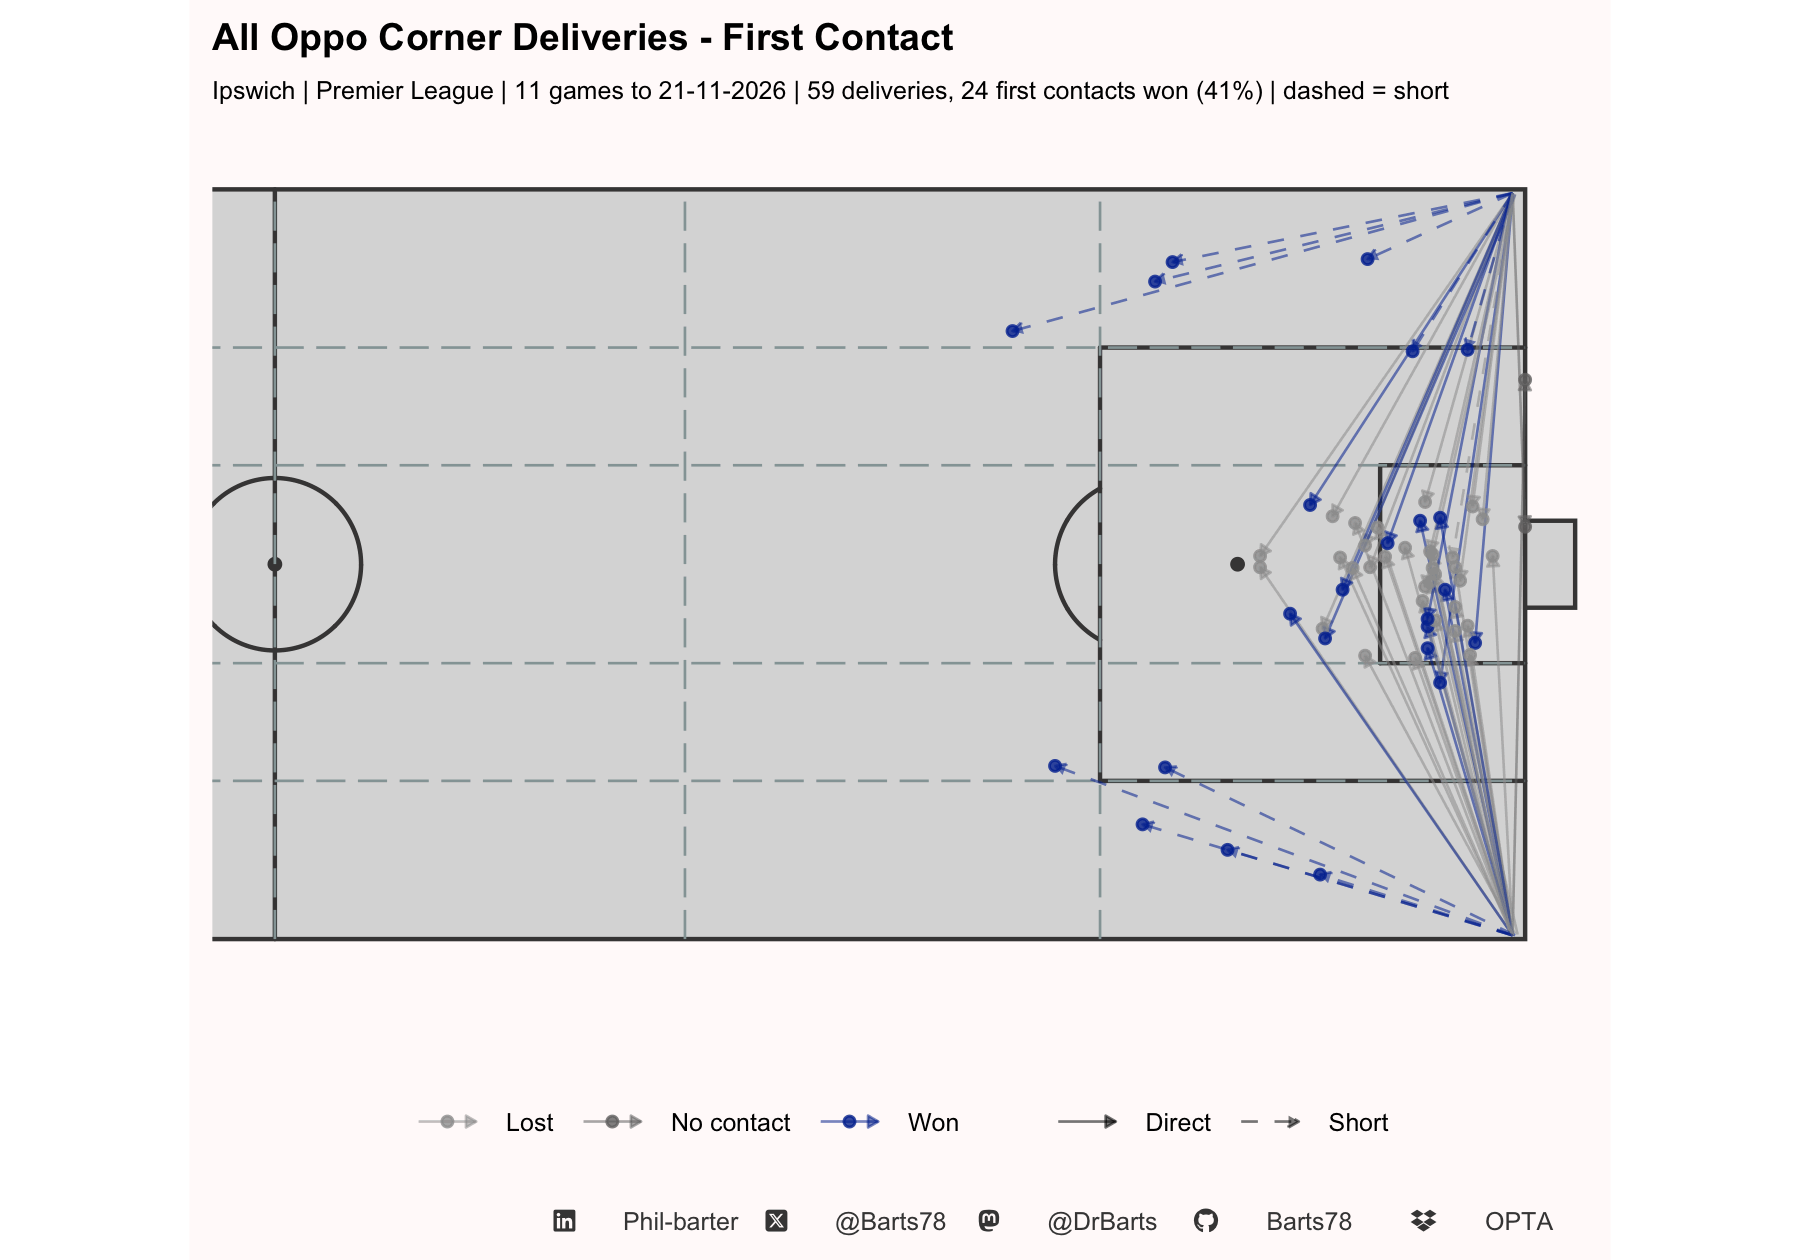 All Oppo Corner Deliveries - First Contact
Ipswich | Premier League | 11 games to 21-11-2026 | 59 deliveries, 24 first contacts won (41%) | dashed = short
Lost No contact Won Direct Short
Phil-barter @Barts78 @DrBarts Barts78 OPTA